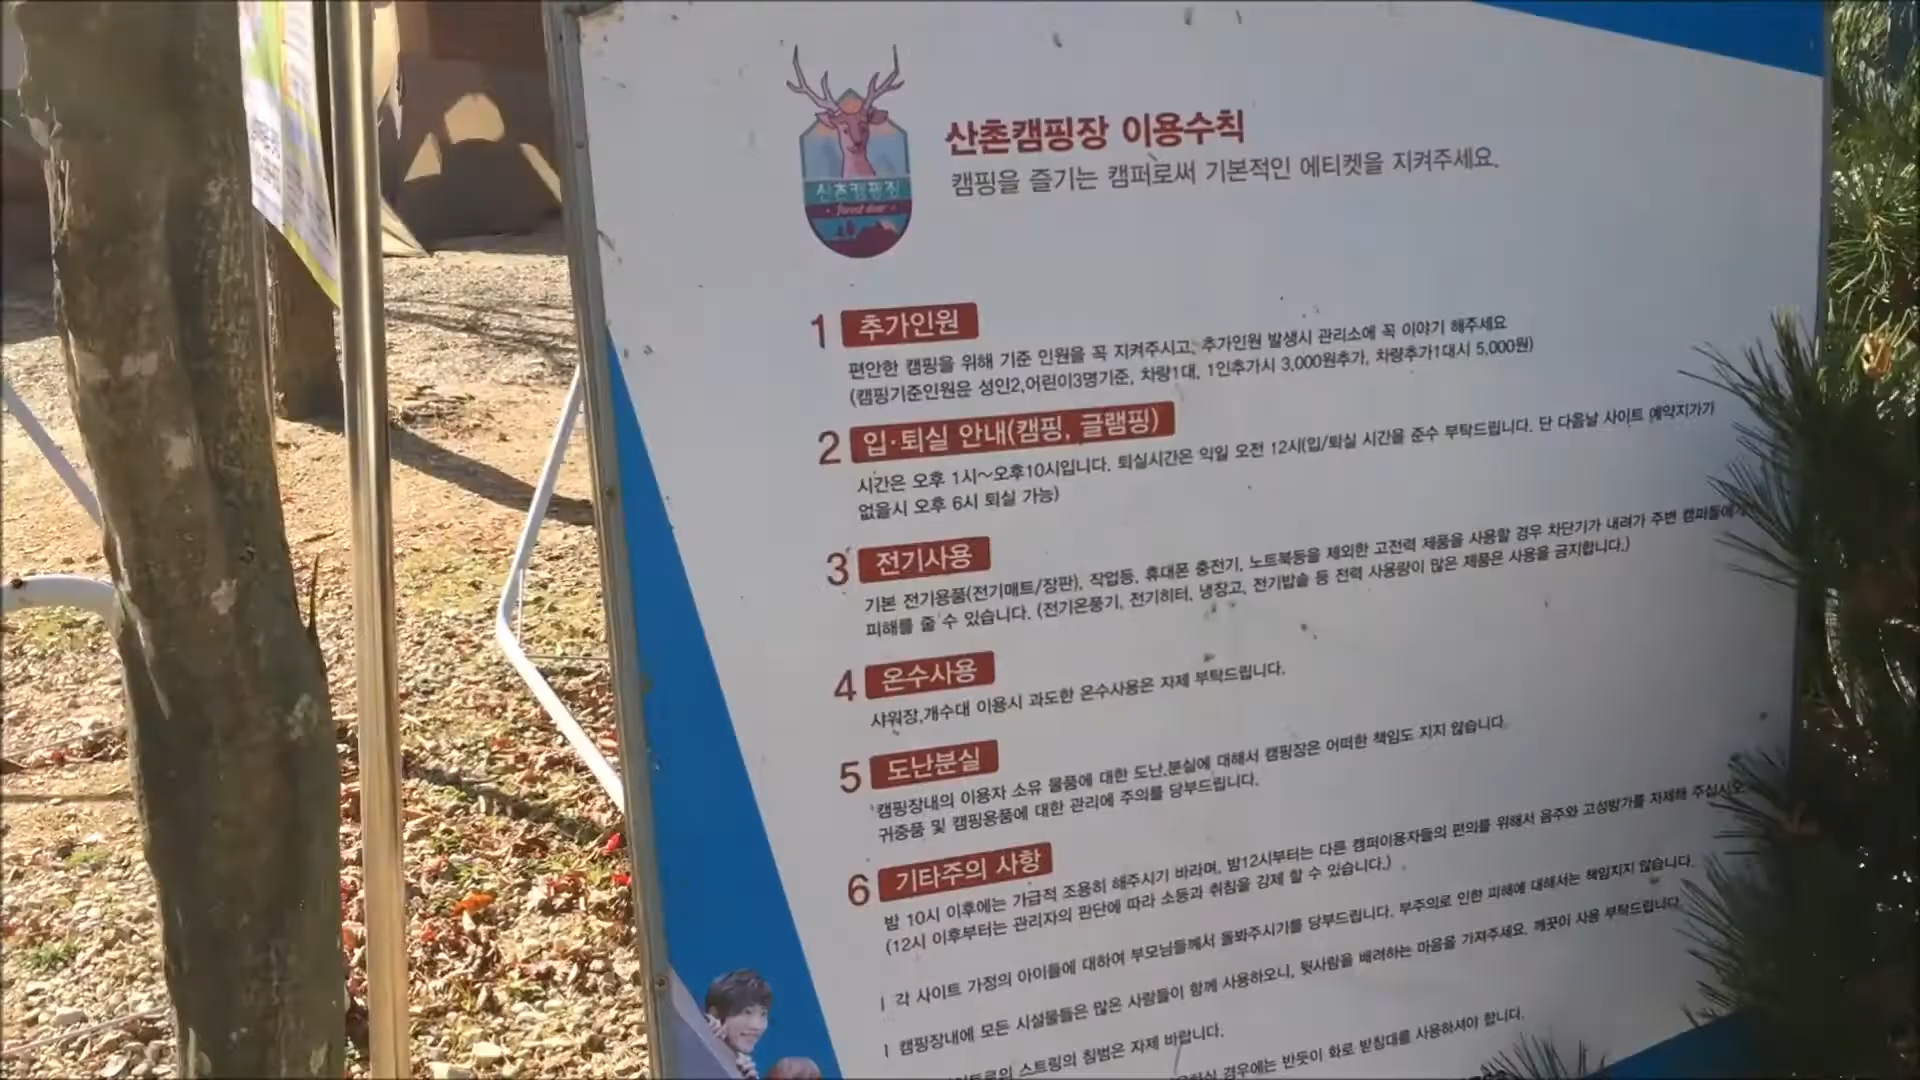 산촌캠핑장
forest deer
산촌캠핑장 이용수칙
캠핑을 즐기는 캠퍼로써 기본적인 에티켓을 지켜주세요.
1 추가인원
편안한 캠핑을 위해 기준 인원을 꼭 지켜주시고, 추가인원 발생시 관리소에 꼭 이야기 해주세요
(캠핑기준인원은 성인2,어린이3명기준, 차량1대, 1인추가시 3,000원추가, 차량추가1대시 5,000원)
2 입·퇴실 안내(캠핑, 글램핑)
시간은 오후 1시~오후10시입니다. 퇴실시간은 익일 오전 12시(입/퇴실 시간을 준수 부탁드립니다. 단 다음날 사이트 예약자가
없을시 오후 6시 퇴실 가능)
3 전기사용
기본 전기용품(전기매트/장판), 작업등, 휴대폰 충전기, 노트북등을 제외한 고전력 제품을 사용할 경우 차단기가 내려가 주변 캠퍼들에게
피해를 줄 수 있습니다. (전기온풍기, 전기히터, 냉장고, 전기밥솥 등 전력 사용량이 많은 제품은 사용을 금지합니다.)
4 온수사용
샤워장,개수대 이용시 과도한 온수사용은 자제 부탁드립니다.
5 도난분실
캠핑장내의 이용자 소유 물품에 대한 도난,분실에 대해서 캠핑장은 어떠한 책임도 지지 않습니다.
귀중품 및 캠핑용품에 대한 관리에 주의를 당부드립니다.
6 기타주의 사항
밤 10시 이후에는 가급적 조용히 해주시기 바라며, 밤12시부터는 다른 캠퍼이용자들의 편의를 위해서 음주와 고성방가를 자제해 주십시오
(12시 이후부터는 관리자의 판단에 따라 소등과 취침을 강제 할 수 있습니다.)
| 각 사이트 가정의 아이들에 대하여 부모님들께서 돌봐주시기를 당부드립니다. 부주의로 인한 피해에 대해서는 책임지지 않습니다.
| 캠핑장내에 모든 시설물들은 많은 사람들이 함께 사용하오니, 뒷사람을 배려하는 마음을 가져주세요. 깨끗이 사용 부탁드립니다.
스트링의 침범은 자제 바랍니다.
경우에는 반듯이 화로 받침대를 사용하셔야 합니다.